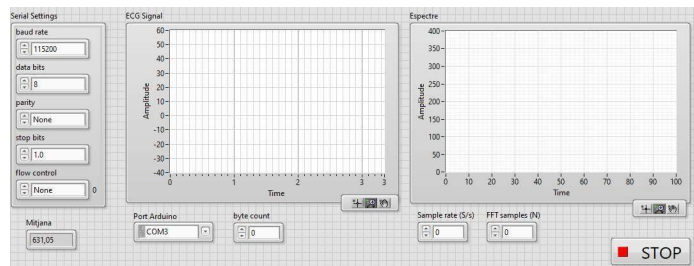 Serial Settings
baud rate
115200
data bits
8
parity
None
stop bits
1.0
flow control
None
0
Mitjana
631,05
ECG Signal
Amplitude
60
50
40
30
20
10
0
-10
-20
-30
-40
0
1
2
3
3
Time
Port Arduino
COM3
byte count
0
Espectre
Amplitude
400
350
300
250
200
150
100
50
0
10
20
30
40
50
60
70
80
90
100
Time
Sample rate (S/s)
0
FFT samples (N)
0
STOP